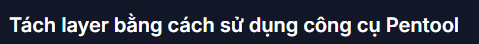 Tách layer bằng cách sử dụng công cụ Pentool